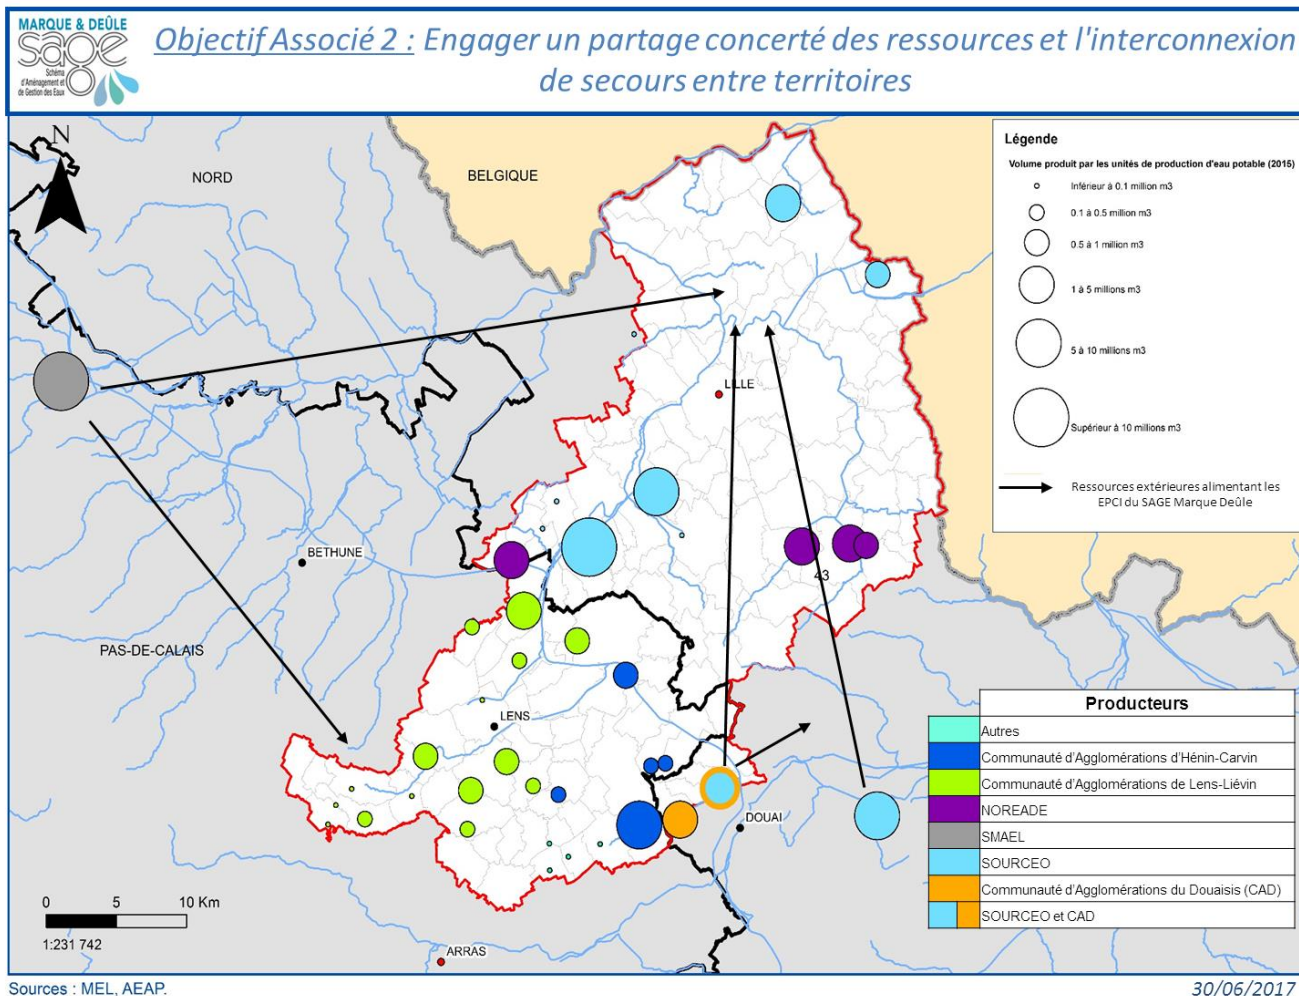 MARQUE & DEÛLE
sage
Schéma
d'Aménagement et
de Gestion des Eaux
Objectif Associé 2 : Engager un partage concerté des ressources et l'interconnexion
de secours entre territoires
N
NORD
BELGIQUE
LILLE
BETHUNE
43
PAS-DE-CALAIS
LENS
DOUAI
ARRAS
0 5 10 Km
1:231 742
Légende
Volume produit par les unités de production d'eau potable (2015)
Inférieur à 0.1 million m3
0.1 à 0.5 million m3
0.5 à 1 million m3
1 à 5 millions m3
5 à 10 millions m3
Supérieur à 10 millions m3
Ressources extérieures alimentant les
EPCI du SAGE Marque Deûle
Producteurs
Autres
Communauté d'Agglomérations d'Hénin-Carvin
Communauté d'Agglomérations de Lens-Liévin
NOREADE
SMAEL
SOURCEO
Communauté d'Agglomérations du Douaisis (CAD)
SOURCEO et CAD
Sources : MEL, AEAP.
30/06/2017